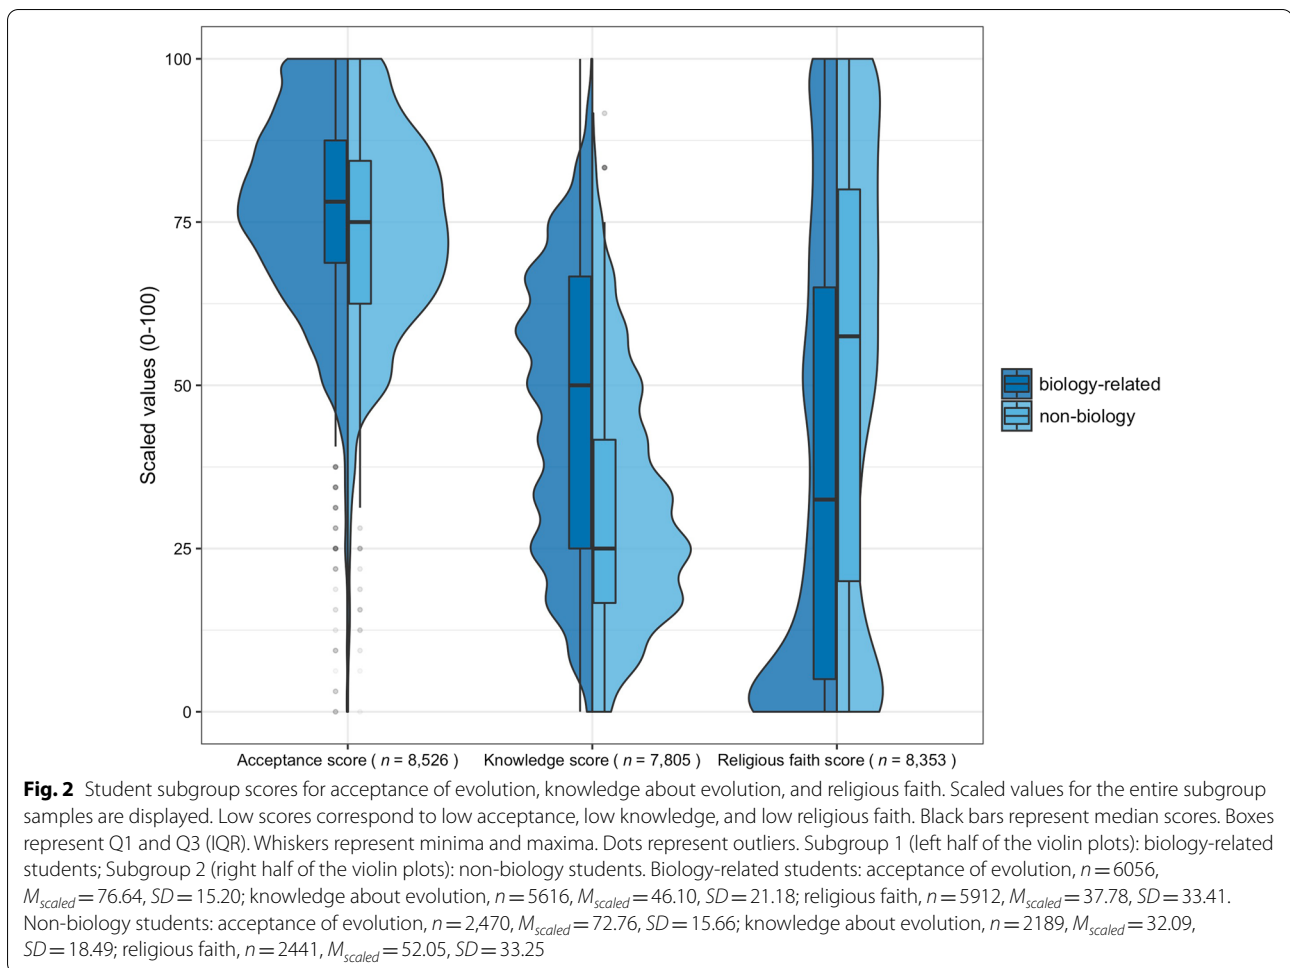 100
75
50
25
0
Scaled values (0-100)
biology-related
non-biology
Acceptance score ( n = 8,526 ) Knowledge score ( n = 7,805 ) Religious faith score ( n = 8,353 )
Fig. 2 Student subgroup scores for acceptance of evolution, knowledge about evolution, and religious faith. Scaled values for the entire subgroup
samples are displayed. Low scores correspond to low acceptance, low knowledge, and low religious faith. Black bars represent median scores. Boxes
represent Q1 and Q3 (IQR). Whiskers represent minima and maxima. Dots represent outliers. Subgroup 1 (left half of the violin plots): biology-related
students; Subgroup 2 (right half of the violin plots): non-biology students. Biology-related students: acceptance of evolution, n = 6056,
Mscaled = 76.64, SD = 15.20; knowledge about evolution, n = 5616, Mscaled = 46.10, SD = 21.18; religious faith, n = 5912, Mscaled = 37.78, SD = 33.41.
Non-biology students: acceptance of evolution, n = 2,470, Mscaled = 72.76, SD = 15.66; knowledge about evolution, n = 2189, Mscaled = 32.09,
SD = 18.49; religious faith, n = 2441, Mscaled = 52.05, SD = 33.25